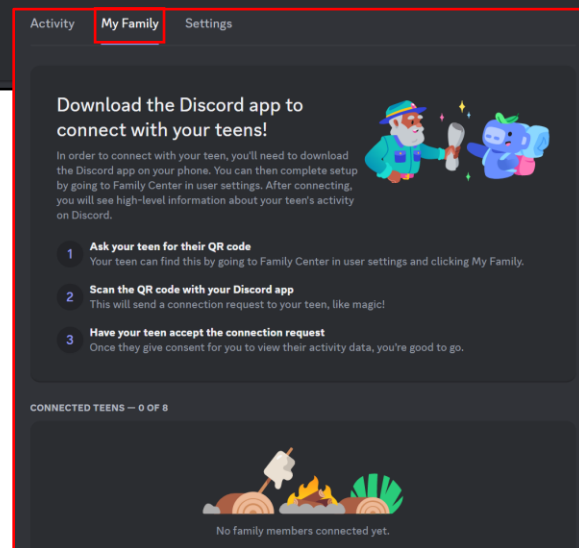 Activity My Family Settings
Download the Discord app to
connect with your teens!
In order to connect with your teen, you'll need to download
the Discord app on your phone. You can then complete setup
by going to Family Center in user settings. After connecting,
you will see high-level information about your teen's activity
on Discord.
1 Ask your teen for their QR code
Your teen can find this by going to Family Center in user settings and clicking My Family.
2 Scan the QR code with your Discord app
This will send a connection request to your teen, like magic!
3 Have your teen accept the connection request
Once they give consent for you to view their activity data, you're good to go.
CONNECTED TEENS — 0 OF 8
No family members connected yet.